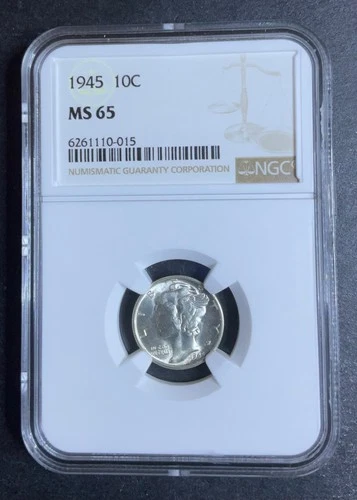 1945 10C
MS 65
6261110-015
NUMISMATIC GUARANTY CORPORATION
NGC